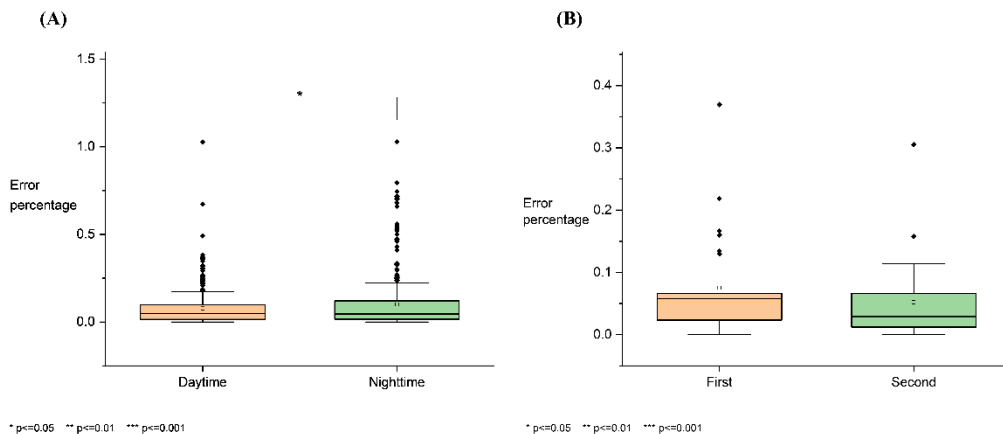 (A)
1.5
*
1.0
Error
percentage
0.5
0.0
Daytime Nighttime
* p<=0.05 ** p<=0.01 *** p<=0.001
(B)
0.4
0.3
0.2
Error
percentage
0.1
0.0
First Second
* p<=0.05 ** p<=0.01 *** p<=0.001